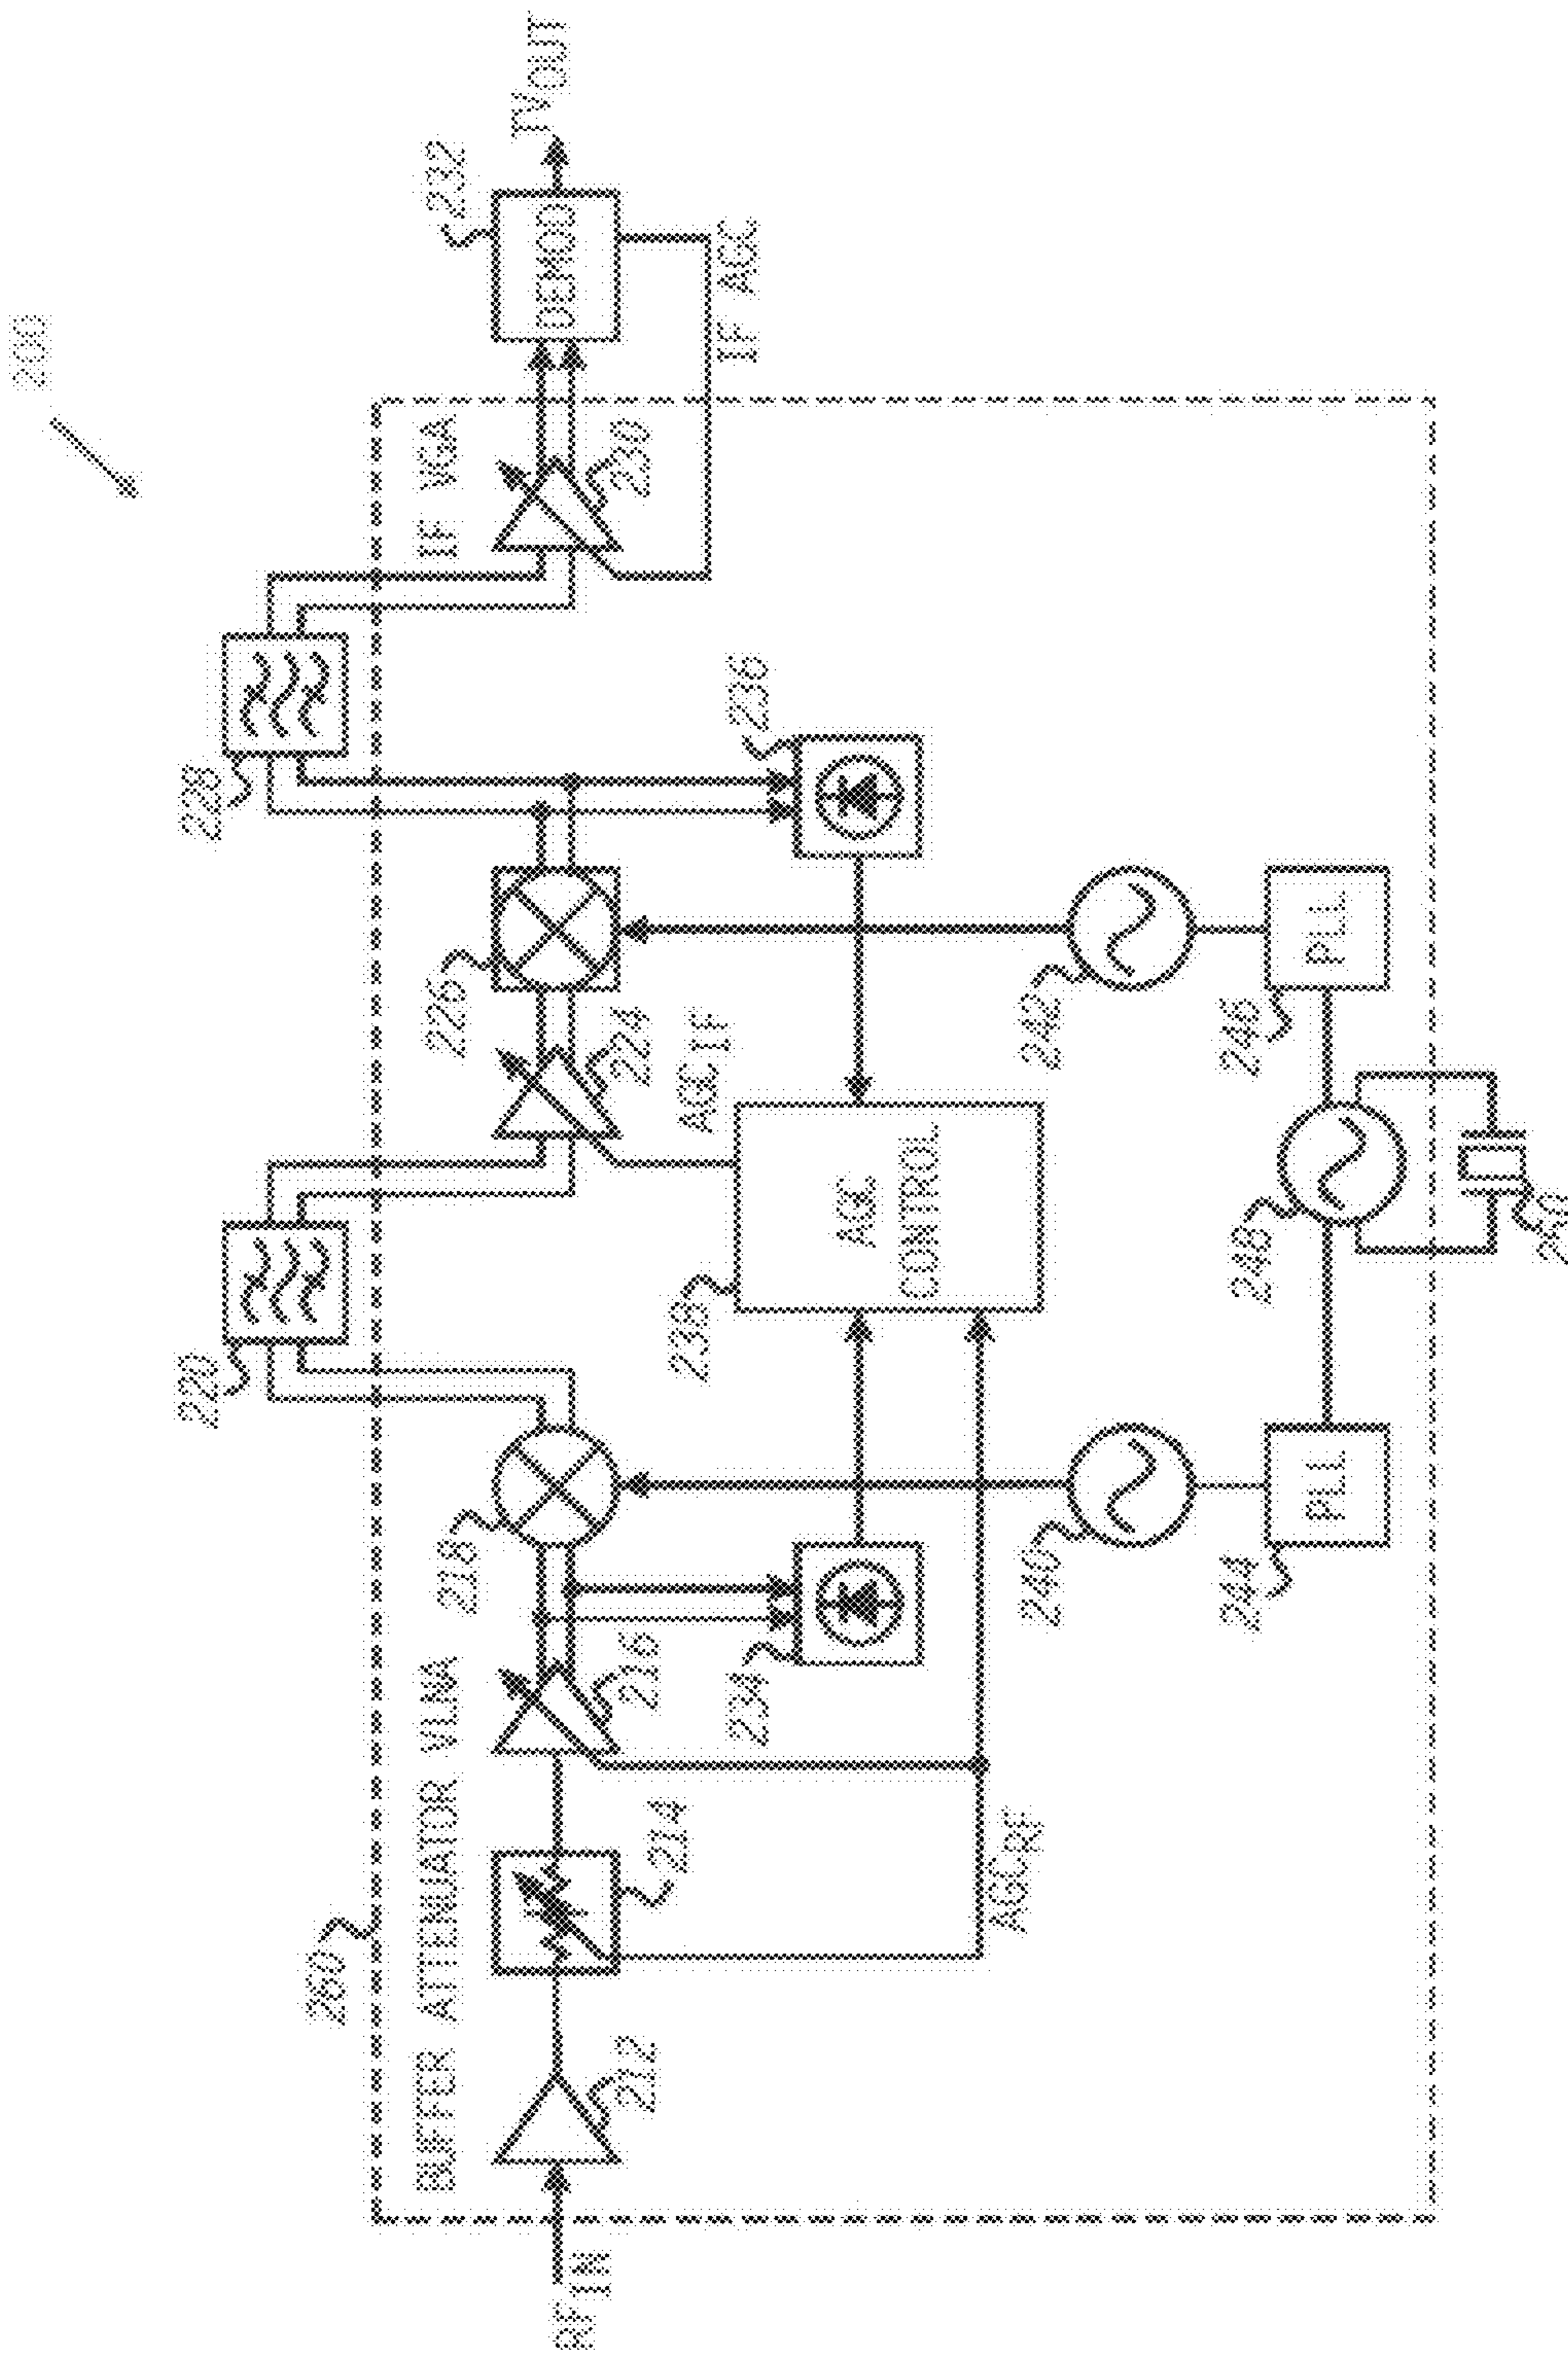 200
260
220
228
BUFFER ATTENUATOR VLNA
IF VGA
232
218
226
RF IN
TV OUT
DEMOD
212
214
216
224
230
AGC IF
IF AGC
234
236
238
AGC
CONTROL
AGC RF
240
242
244
246
PLL
PLL
248
250